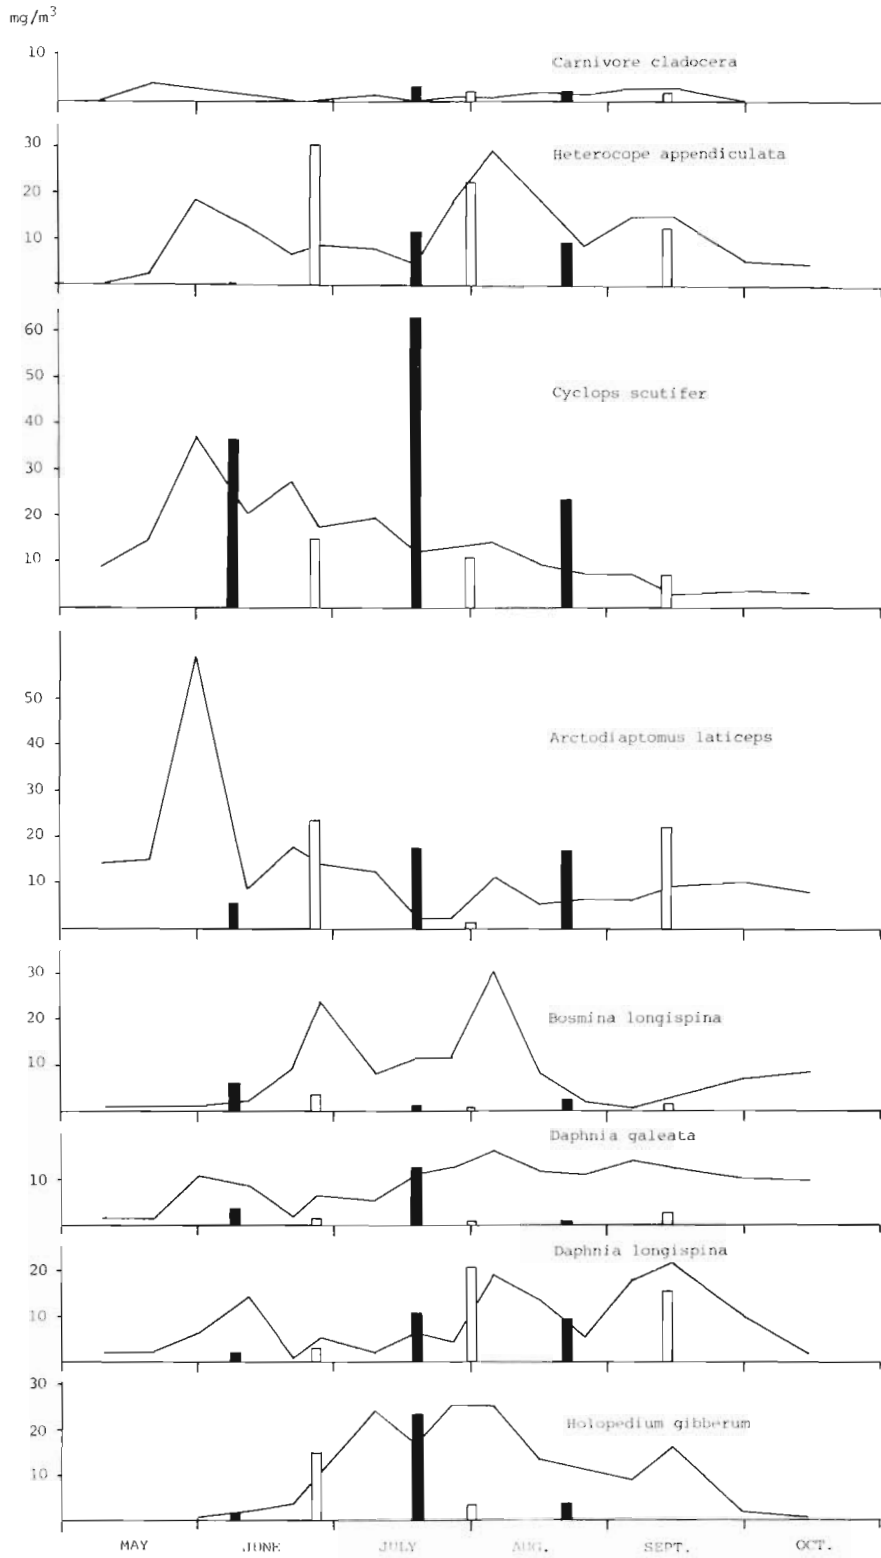 mg/m³
10
Carnivore cladocera
30
20
10
Heterocope appendiculata
60
50
40
30
20
10
Cyclops scutifer
50
40
30
20
10
Arctodiaptomus laticeps
30
20
10
Bosmina longispina
10
Daphnia galeata
20
10
Daphnia longispina
30
20
10
Holopedium gibberum
MAY JUNE JULY AUG. SEPT. OCT.